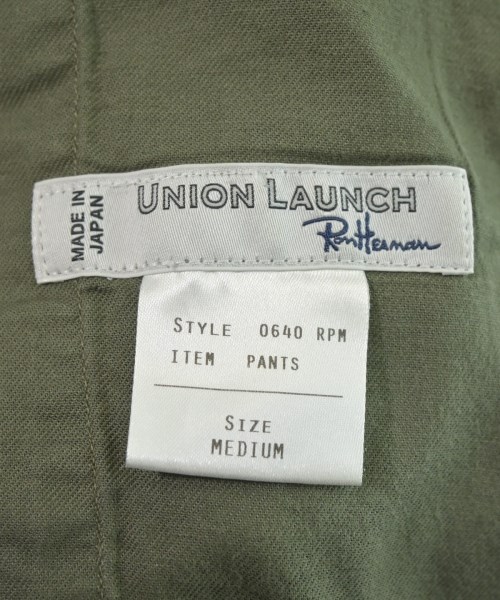 MADE IN
JAPAN
UNION LAUNCH
Ron Herman
STYLE 0640 RPM
ITEM PANTS
SIZE
MEDIUM